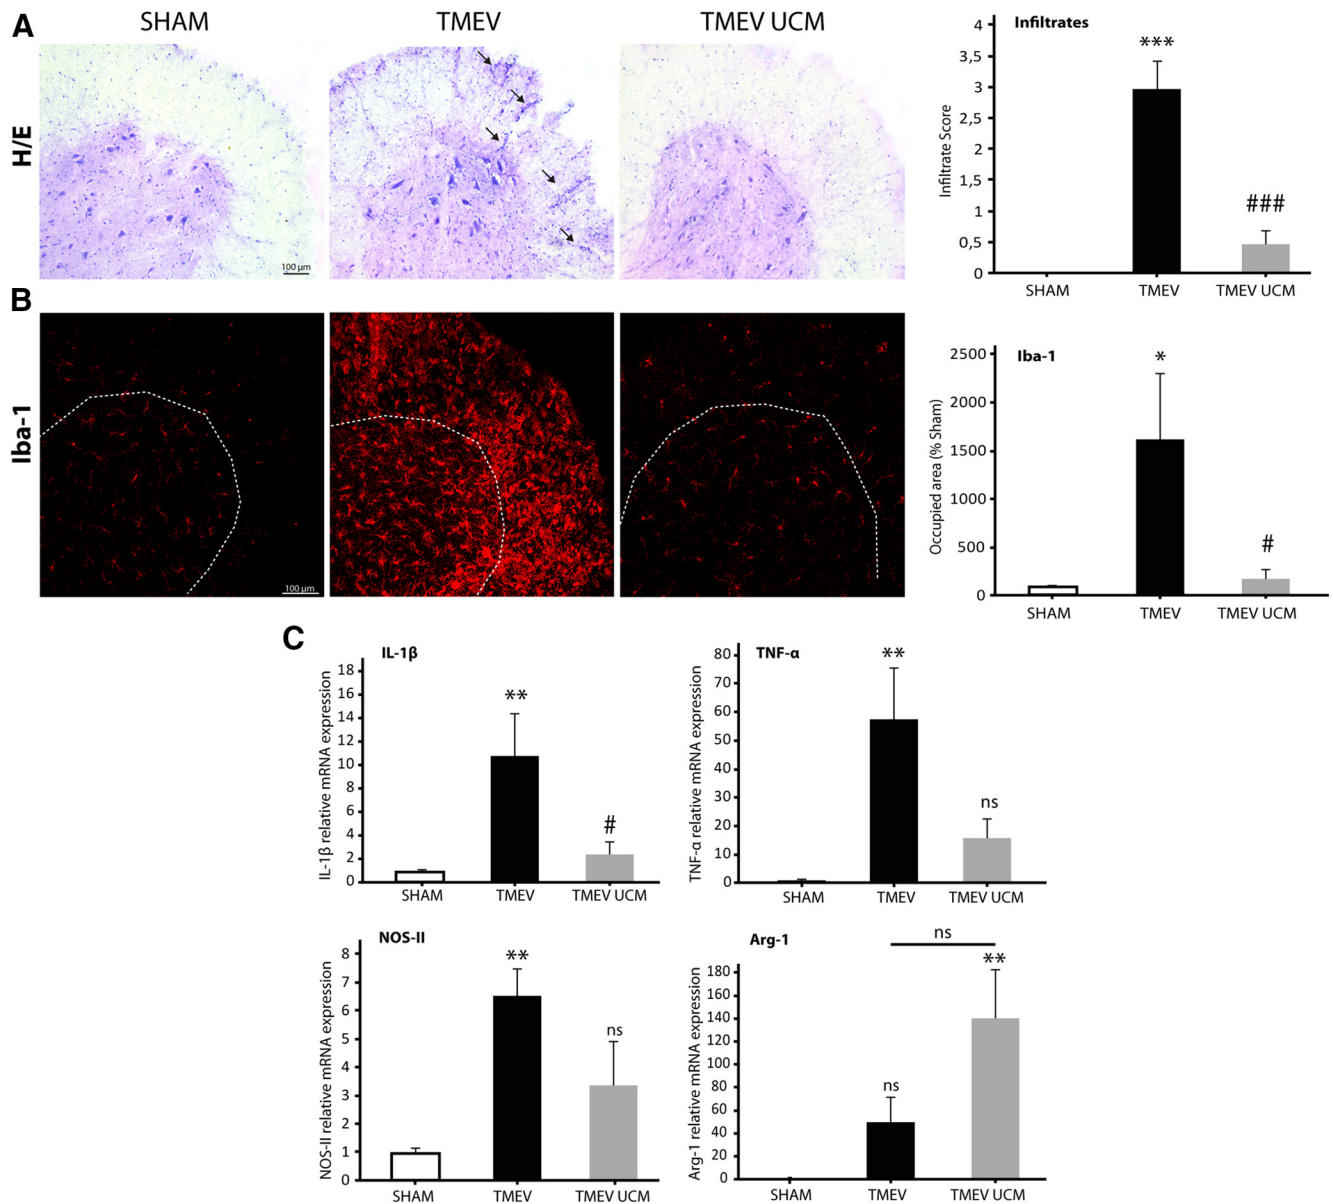 A
SHAM
TMEV
TMEV UCM
H/E
100 µm
Infiltrates
Infiltrate Score
4
3,5
3
2,5
2
1,5
1
0,5
0
***
###
SHAM
TMEV
TMEV UCM
B
Iba-1
100 µm
Iba-1
Occupied area (% Sham)
2500
2000
1500
1000
500
0
*
#
SHAM
TMEV
TMEV UCM
C
IL-1β
IL-1β relative mRNA expression
18
16
14
12
10
8
6
4
2
0
**
#
SHAM
TMEV
TMEV UCM
TNF-α
TNF-α relative mRNA expression
80
70
60
50
40
30
20
10
0
**
ns
SHAM
TMEV
TMEV UCM
NOS-II
NOS-II relative mRNA expression
8
7
6
5
4
3
2
1
0
**
ns
SHAM
TMEV
TMEV UCM
Arg-1
Arg-1 relative mRNA expression
180
160
140
120
100
80
60
40
20
0
ns
ns
**
SHAM
TMEV
TMEV UCM